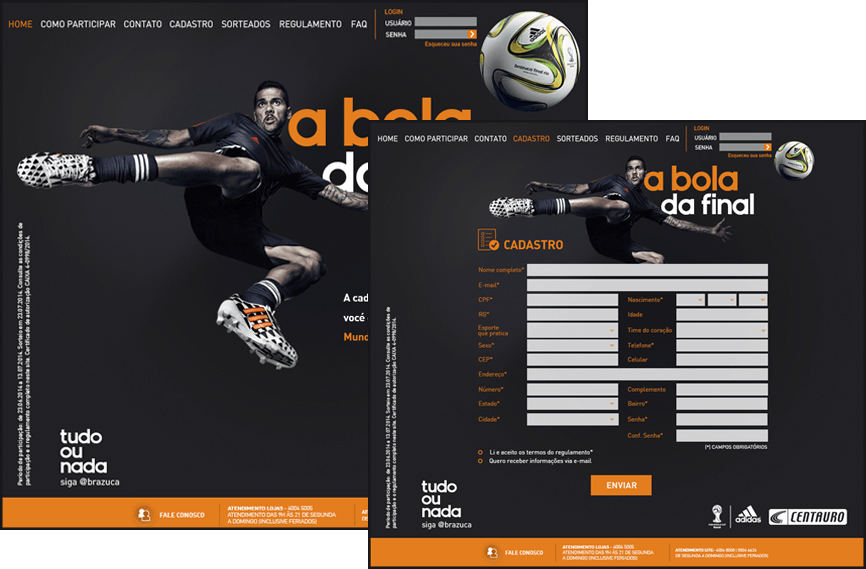 HOME COMO PARTICIPAR CONTATO CADASTRO SORTEADOS REGULAMENTO FAQ
LOGIN
USUÁRIO
SENHA
Esqueceu sua senha
adidas
a bola
da
A cad
você
Mund
Período de participação: de 23.06.2014 a 13.07.2014. Sorteio em 23.07.2014. Consulte as condições de
participação e o regulamento completo neste site. Certificado de autorização CAIXA 4-0998/2014.
tudo
ou
nada
siga @brazuca
FALE CONOSCO
ATENDIMENTO LOJAS - 4004 5005
ATENDIMENTO DAS 9H ÀS 21 DE SEGUNDA
A DOMINGO (INCLUSIVE FERIADOS)
HOME COMO PARTICIPAR CONTATO CADASTRO SORTEADOS REGULAMENTO FAQ
LOGIN
USUÁRIO
SENHA
Esqueceu sua senha
a bola
da final
CADASTRO
Nome completo*
E-mail*
CPF*
Nascimento*
RG*
Idade
Esporte
que pratica
Time do coração
Sexo*
Telefone*
CEP*
Celular
Endereço*
Número*
Complemento
Estado*
Bairro*
Cidade*
Senha*
Conf. Senha*
(*) CAMPOS OBRIGATÓRIOS
Li e aceito os termos do regulamento*
Quero receber informações via e-mail
ENVIAR
Período de participação: de 23.06.2014 a 13.07.2014. Sorteio em 23.07.2014. Consulte as condições de
participação e o regulamento completo neste site. Certificado de autorização CAIXA 4-0998/2014.
tudo
ou
nada
siga @brazuca
adidas
CENTAURO
FALE CONOSCO
ATENDIMENTO LOJAS - 4004 5005
ATENDIMENTO DAS 9H ÀS 21 DE SEGUNDA
A DOMINGO (INCLUSIVE FERIADOS)
ATENDIMENTO SITE:
DE SEGUNDA A DOMINGO (INCLUSIVE FERIADOS)